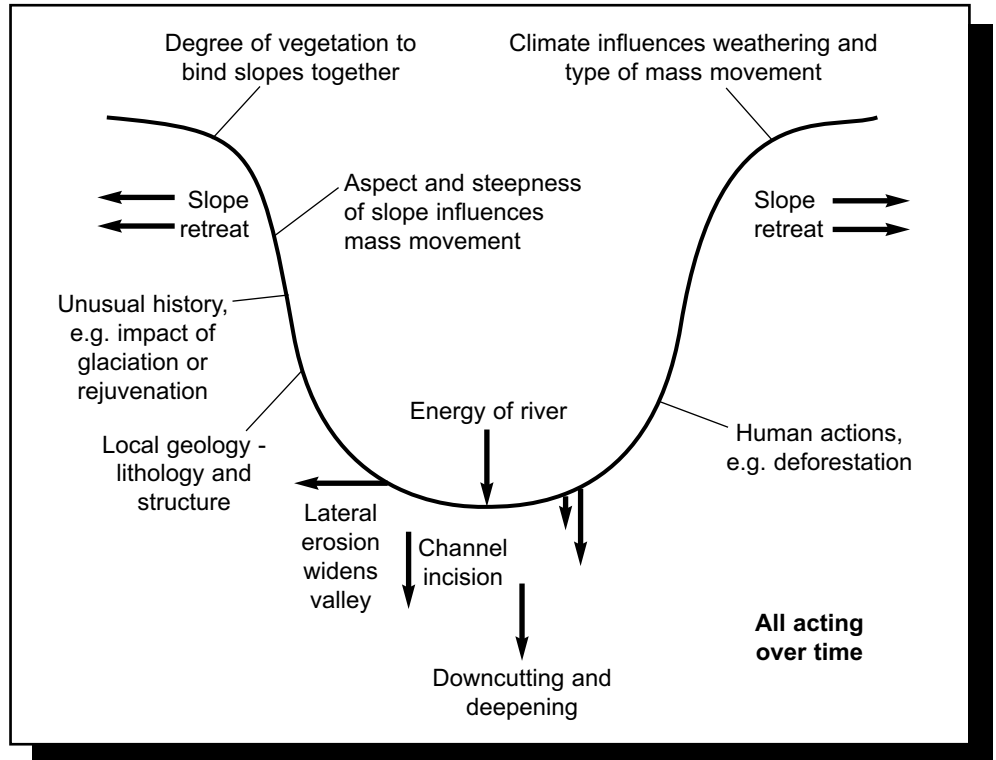 Degree of vegetation to
bind slopes together
Climate influences weathering and
type of mass movement
Slope
retreat
Aspect and steepness
of slope influences
mass movement
Slope
retreat
Unusual history,
e.g. impact of
glaciation or
rejuvenation
Energy of river
Local geology -
lithology and
structure
Human actions,
e.g. deforestation
Lateral
erosion
widens
valley
Channel
incision
All acting
over time
Downcutting and
deepening